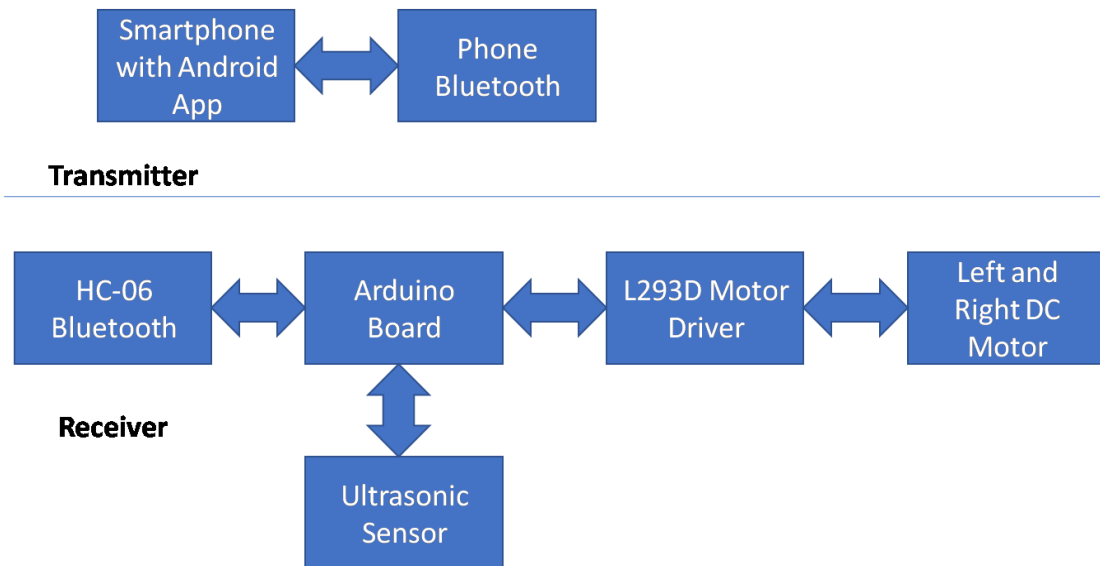 Smartphone
with Android
App
Phone
Bluetooth
Transmitter
HC-06
Bluetooth
Arduino
Board
L293D Motor
Driver
Left and
Right DC
Motor
Receiver
Ultrasonic
Sensor